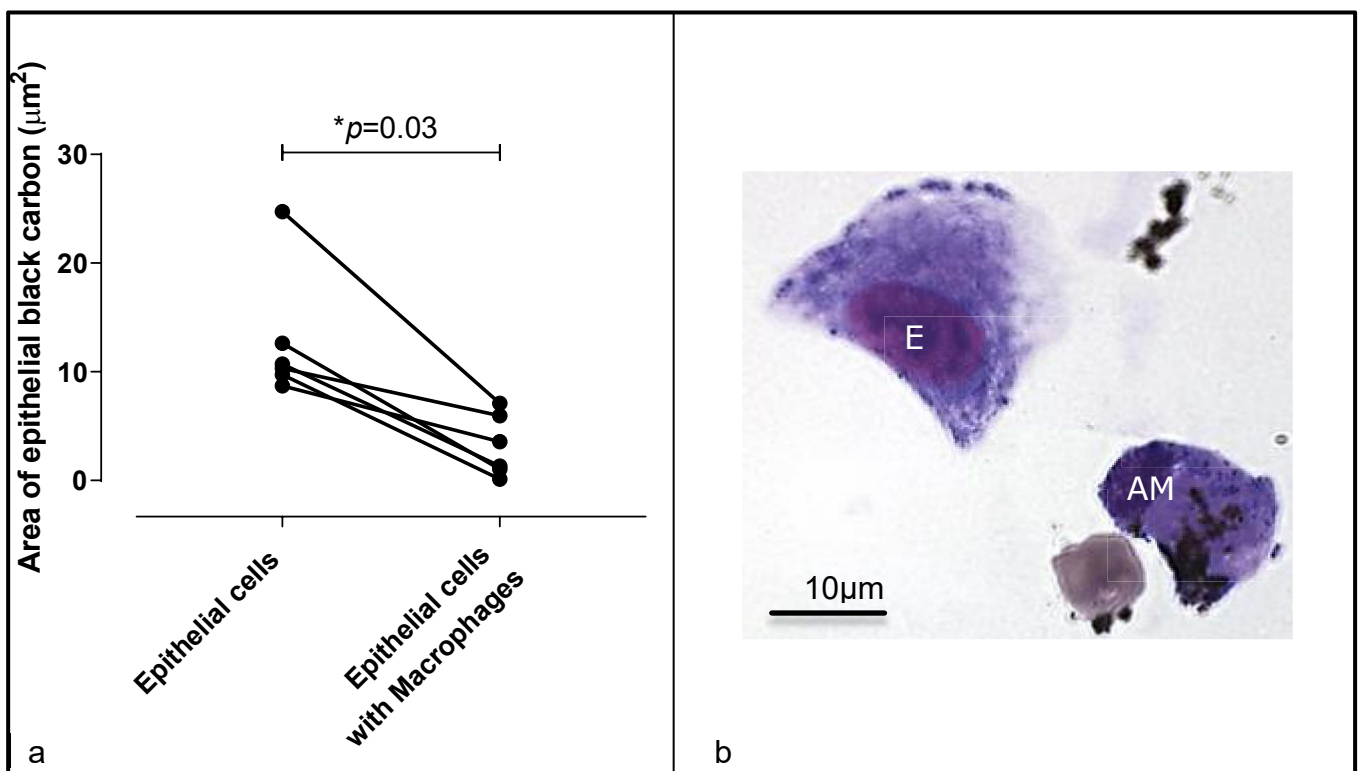 Area of epithelial black carbon (μm²)
*p=0.03
30
20
10
0
Epithelial cells
Epithelial cells
with Macrophages
a
E
AM
10μm
b